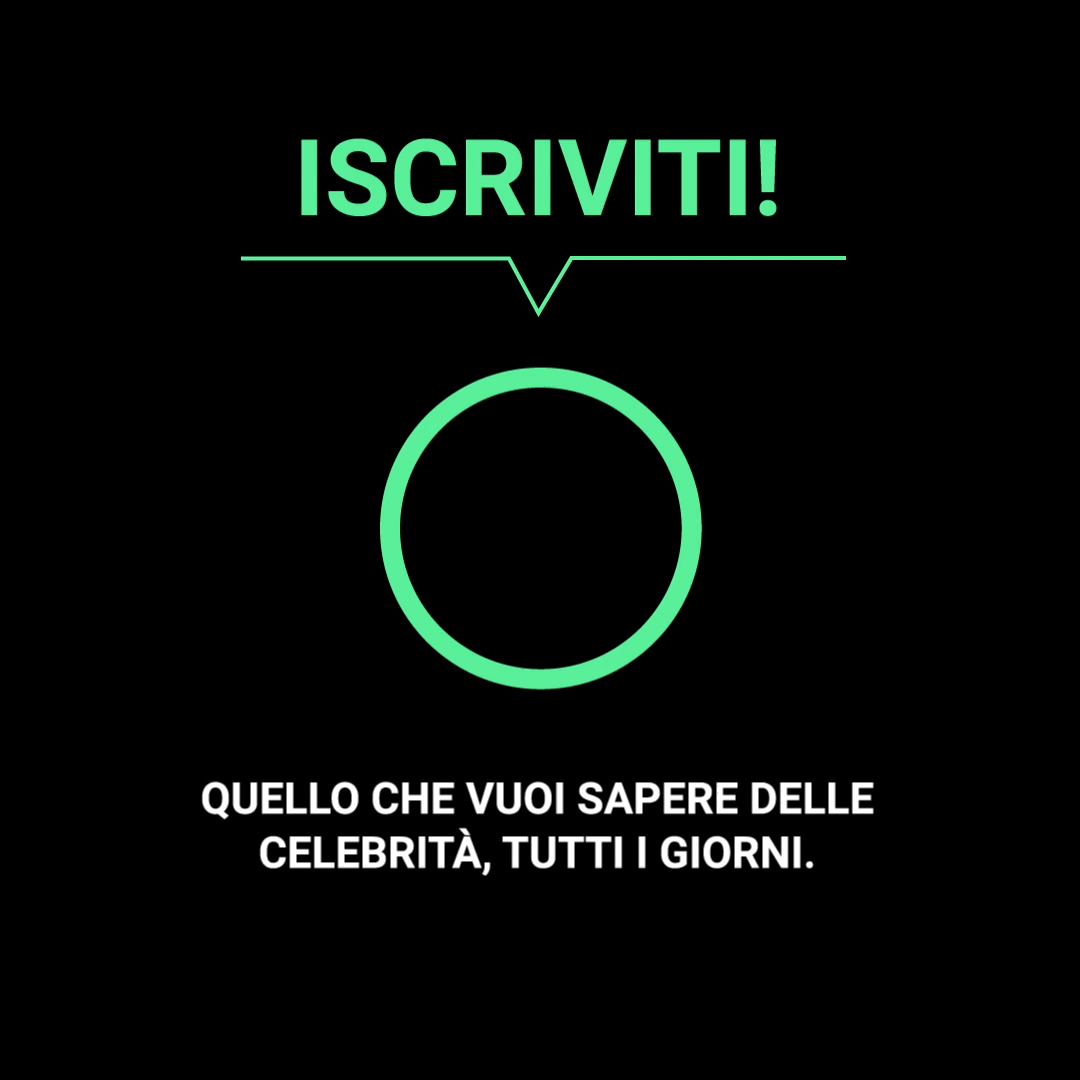 ISCRIVITI!
QUELLO CHE VUOI SAPERE DELLE
CELEBRITÀ, TUTTI I GIORNI.